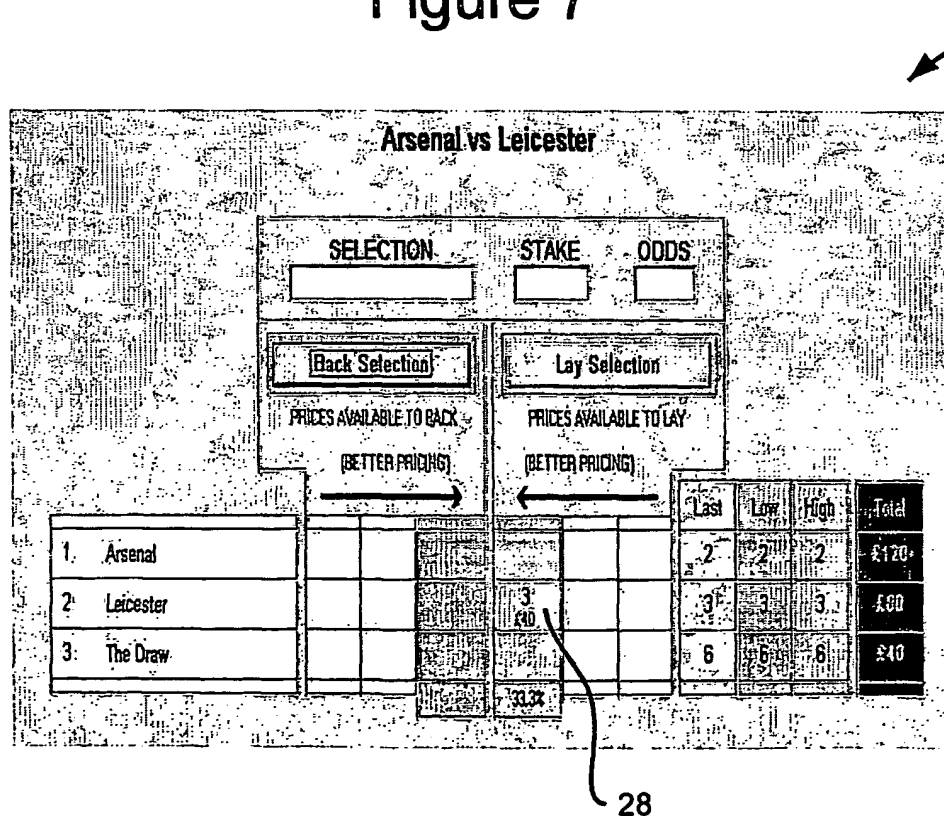 Figure 7
Arsenal vs Leicester
SELECTION STAKE ODDS
Back Selection Lay Selection
PRICES AVAILABLE TO BACK PRICES AVAILABLE TO LAY
(BETTER PRICING) (BETTER PRICING)
Last Low High Total
1. Arsenal 2 2 2 £120
2 Leicester 3 3 3 3
£40
3: The Draw 6 6 6 £40
33.3%
28